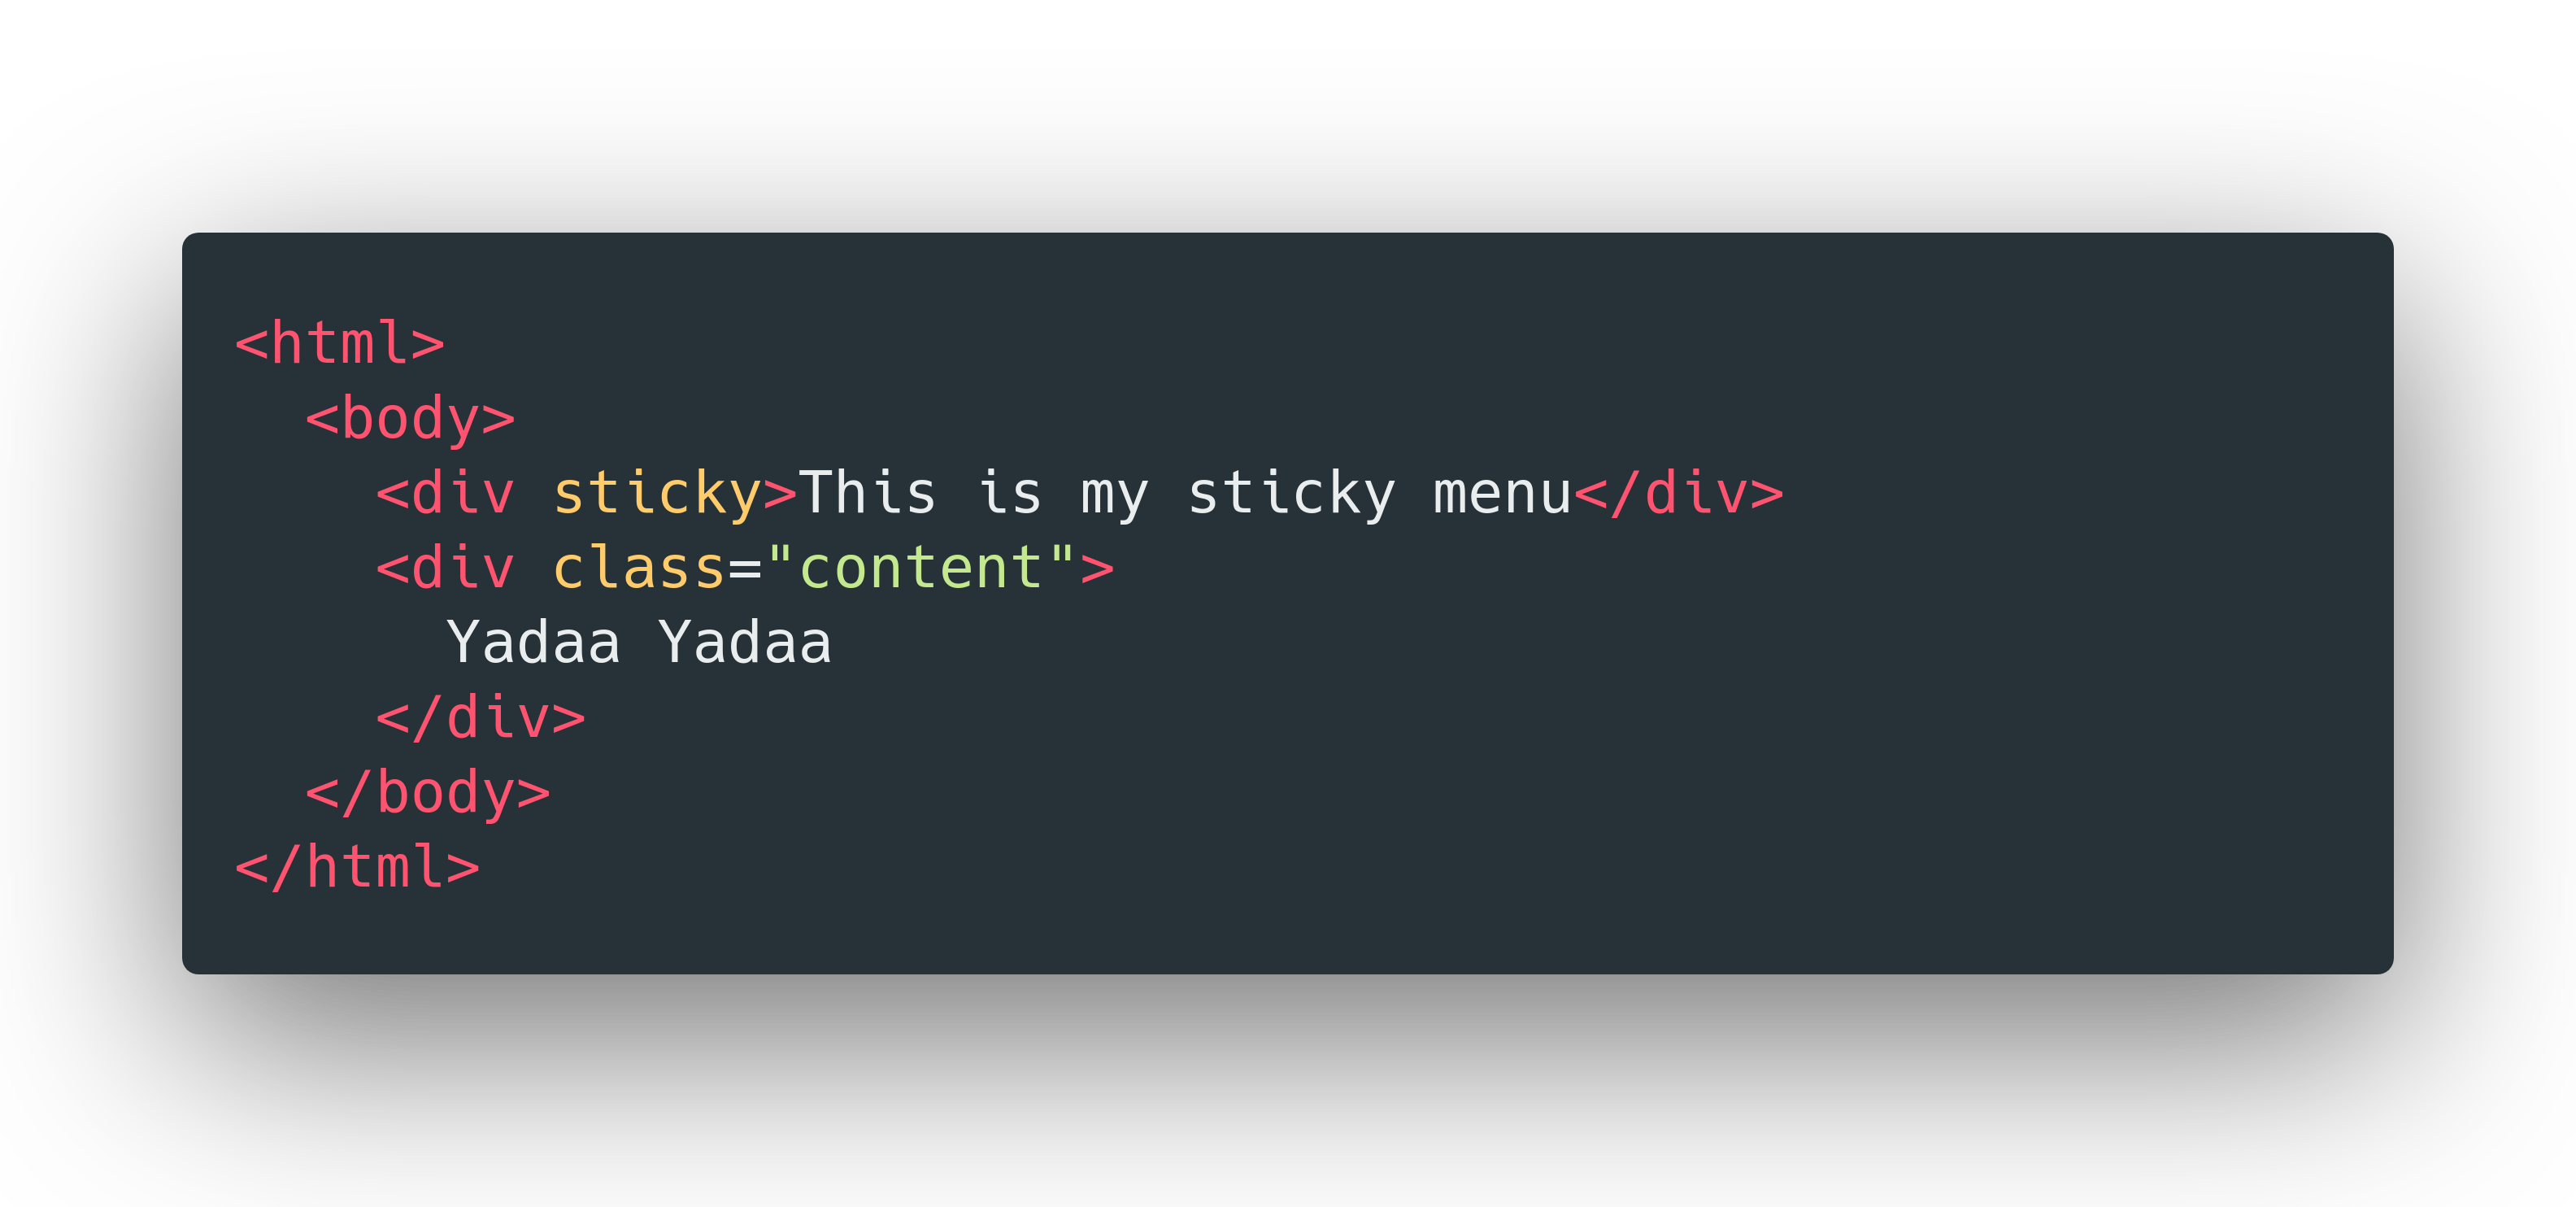 <html>
  <body>
    <div sticky>This is my sticky menu</div>
    <div class="content">
      Yadaa Yadaa
    </div>
  </body>
</html>